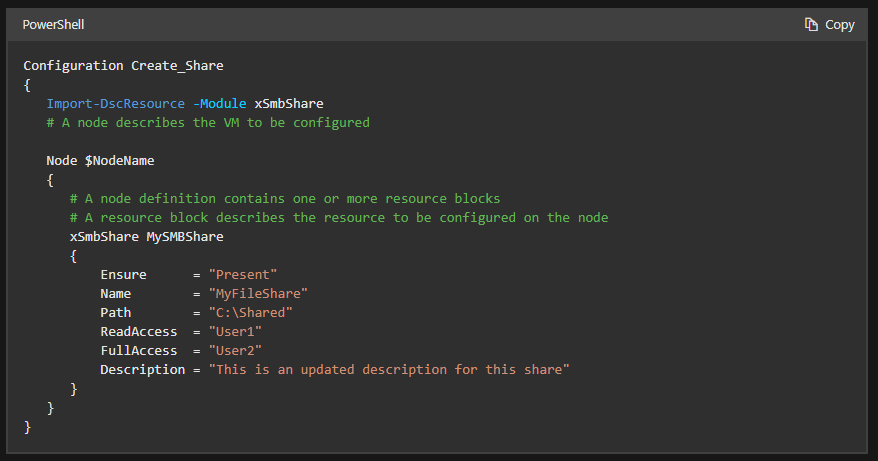 PowerShell
Copy
Configuration Create_Share
{
   Import-DscResource -Module xSmbShare
   # A node describes the VM to be configured

   Node $NodeName
   {
      # A node definition contains one or more resource blocks
      # A resource block describes the resource to be configured on the node
      xSmbShare MySMBShare
      {
          Ensure      = "Present"
          Name        = "MyFileShare"
          Path        = "C:\Shared"
          ReadAccess  = "User1"
          FullAccess  = "User2"
          Description = "This is an updated description for this share"
      }
   }
}